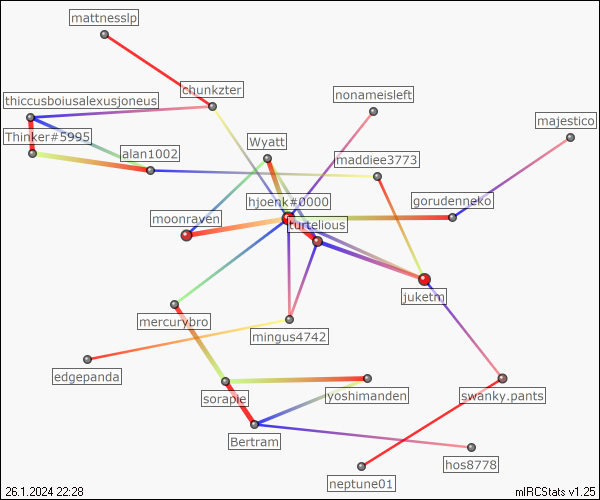 mattnesslp
chunkzter
nonameisleft
thiccusboiusalexusjoneus
majestico
Thinker#5995
Wyatt
alan1002
maddiee3773
hjoenk#0000
gorudenneko
moonraven
turtelious
juketm
mercurybro
mingus4742
edgepanda
sorapie
yoshimanden
swanky.pants
Bertram
hos8778
neptune01
26.1.2024 22:28
mIRCStats v1.25